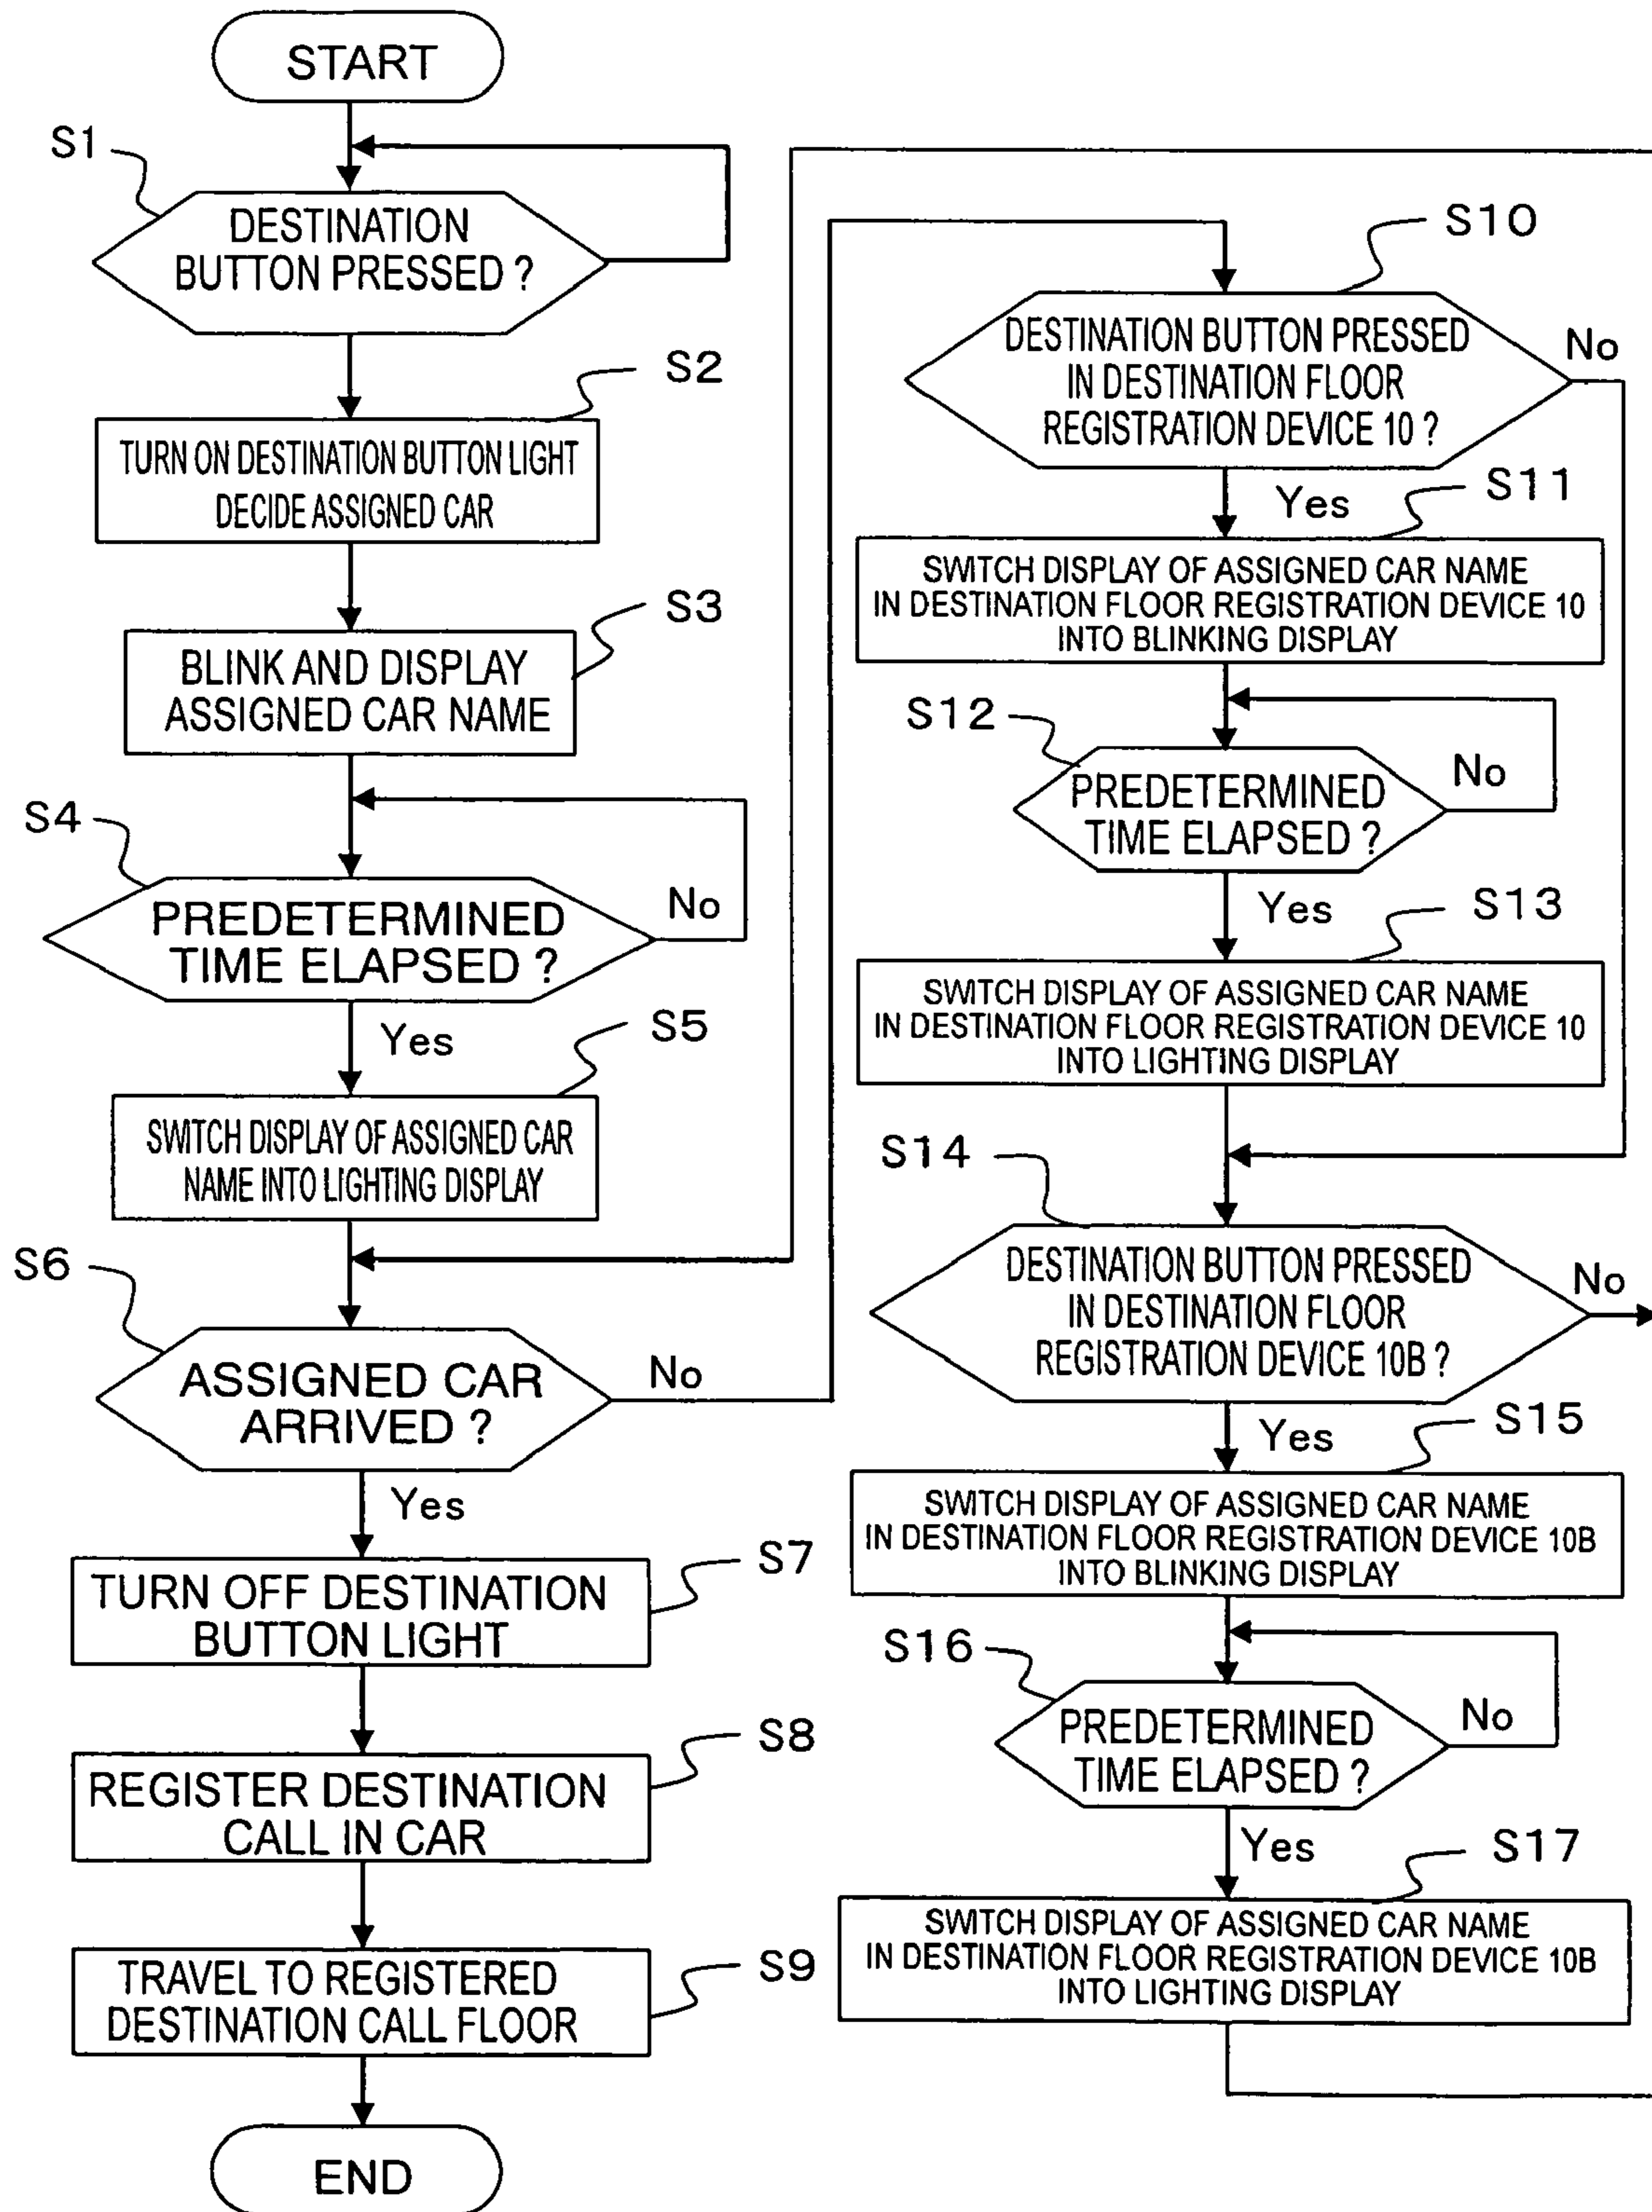 START
S1
DESTINATION
BUTTON PRESSED ?
S2
TURN ON DESTINATION BUTTON LIGHT
DECIDE ASSIGNED CAR
S3
BLINK AND DISPLAY
ASSIGNED CAR NAME
S4
PREDETERMINED
TIME ELAPSED ?
No
Yes
S5
SWITCH DISPLAY OF ASSIGNED CAR
NAME INTO LIGHTING DISPLAY
S6
ASSIGNED CAR
ARRIVED ?
No
Yes
S7
TURN OFF DESTINATION
BUTTON LIGHT
S8
REGISTER DESTINATION
CALL IN CAR
S9
TRAVEL TO REGISTERED
DESTINATION CALL FLOOR
END
S10
DESTINATION BUTTON PRESSED
IN DESTINATION FLOOR
REGISTRATION DEVICE 10 ?
No
Yes
S11
SWITCH DISPLAY OF ASSIGNED CAR NAME
IN DESTINATION FLOOR REGISTRATION DEVICE 10
INTO BLINKING DISPLAY
S12
PREDETERMINED
TIME ELAPSED ?
No
Yes
S13
SWITCH DISPLAY OF ASSIGNED CAR NAME
IN DESTINATION FLOOR REGISTRATION DEVICE 10
INTO LIGHTING DISPLAY
S14
DESTINATION BUTTON PRESSED
IN DESTINATION FLOOR
REGISTRATION DEVICE 10B ?
No
Yes
S15
SWITCH DISPLAY OF ASSIGNED CAR NAME
IN DESTINATION FLOOR REGISTRATION DEVICE 10B
INTO BLINKING DISPLAY
S16
PREDETERMINED
TIME ELAPSED ?
No
Yes
S17
SWITCH DISPLAY OF ASSIGNED CAR NAME
IN DESTINATION FLOOR REGISTRATION DEVICE 10B
INTO LIGHTING DISPLAY